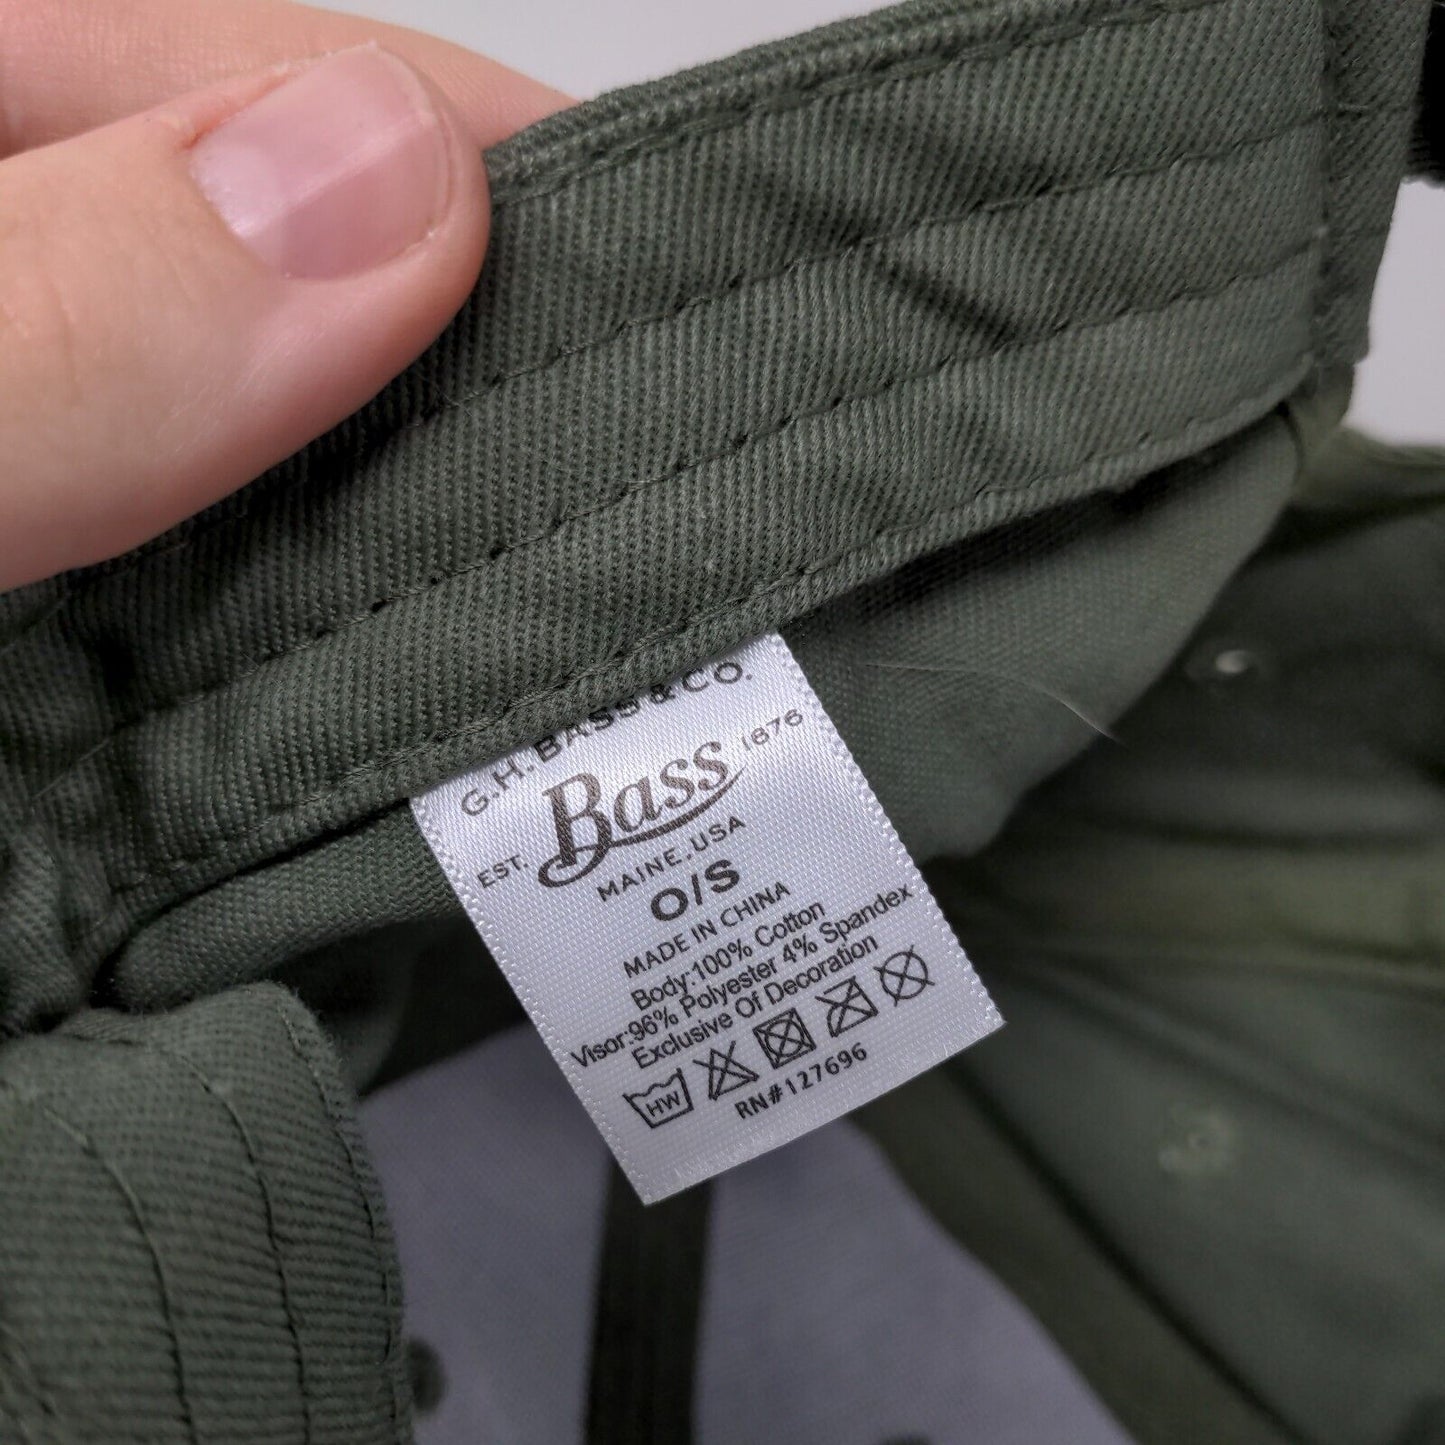 G.H. BASS & CO.
EST. Bass 1876
MAINE, USA
O/S
MADE IN CHINA
Body:100% Cotton
Visor:96% Polyester 4% Spandex
Exclusive Of Decoration
HW
RN#127696